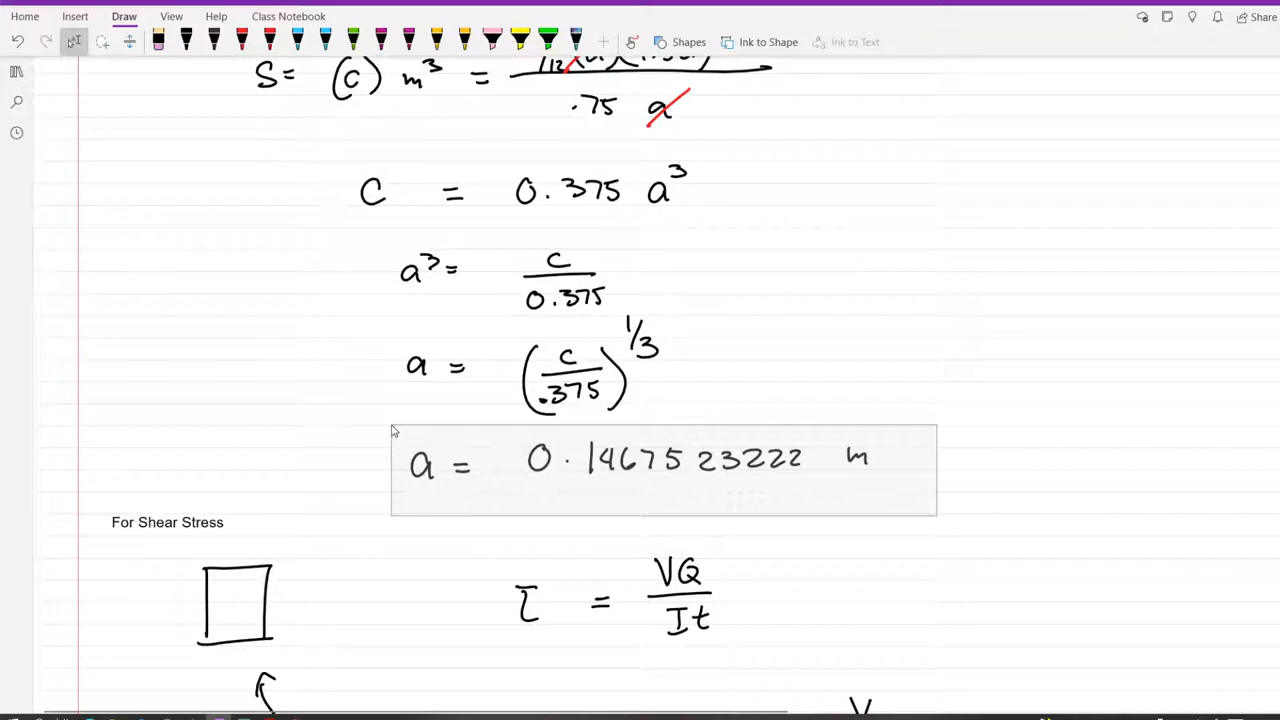 Home Insert Draw View Help Class Notebook Share
Shapes Ink to Shape Ink to Text
S= (C) m³ =
.75 a
C = 0.375 a³
a³= C/0.375
a = (C/.375)^1/3
a = 0.1467523222 m
For Shear Stress
τ = VQ/It
V